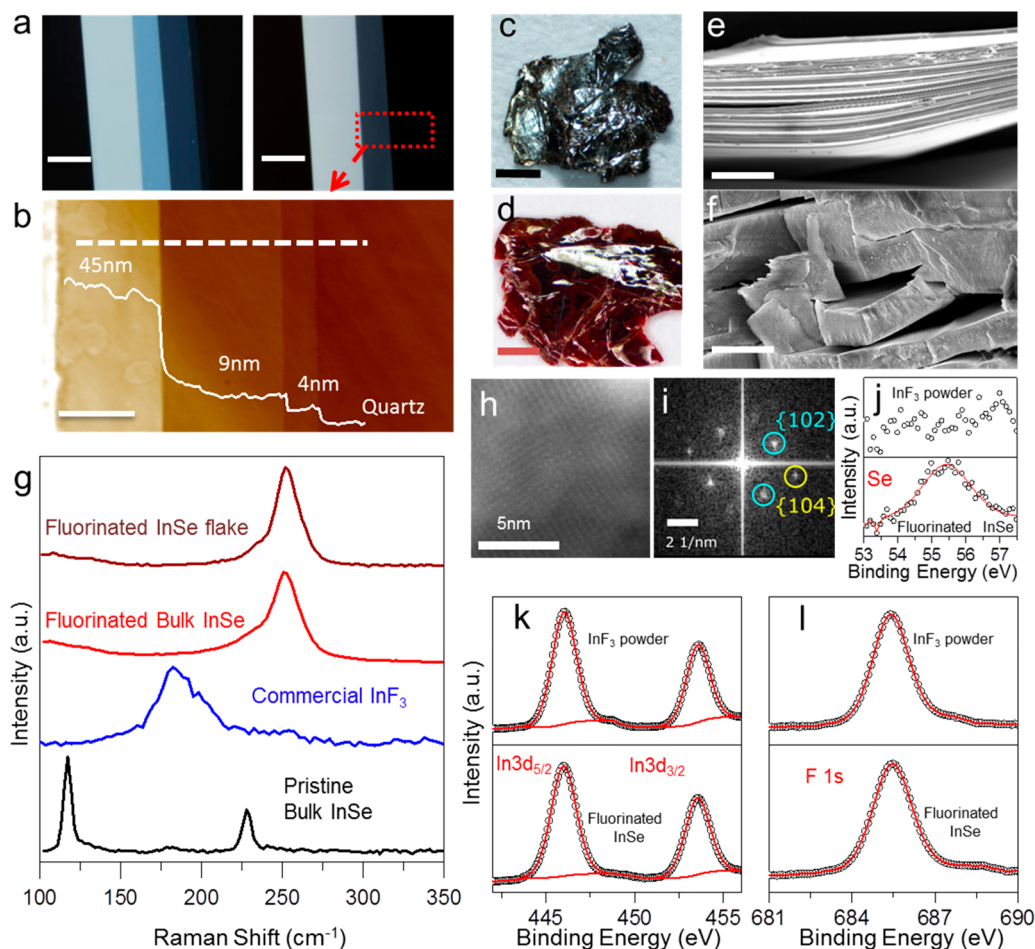 a
b
45nm
9nm
4nm
Quartz
c
d
e
f
g
Fluorinated InSe flake
Fluorinated Bulk InSe
Commercial InF₃
Pristine
Bulk InSe
Intensity (a.u.)
100 150 200 250 300 350
Raman Shift (cm⁻¹)
h
5nm
i
{102}
{104}
2 1/nm
j
InF₃ powder
Se
Fluorinated InSe
Intensity (a.u.)
53 54 55 56 57
Binding Energy (eV)
k
InF₃ powder
In3d₅/₂
In3d₃/₂
Fluorinated
InSe
Intensity (a.u.)
445 450 455
Binding Energy (eV)
l
InF₃ powder
F 1s
Fluorinated
InSe
681 684 687 690
Binding Energy (eV)